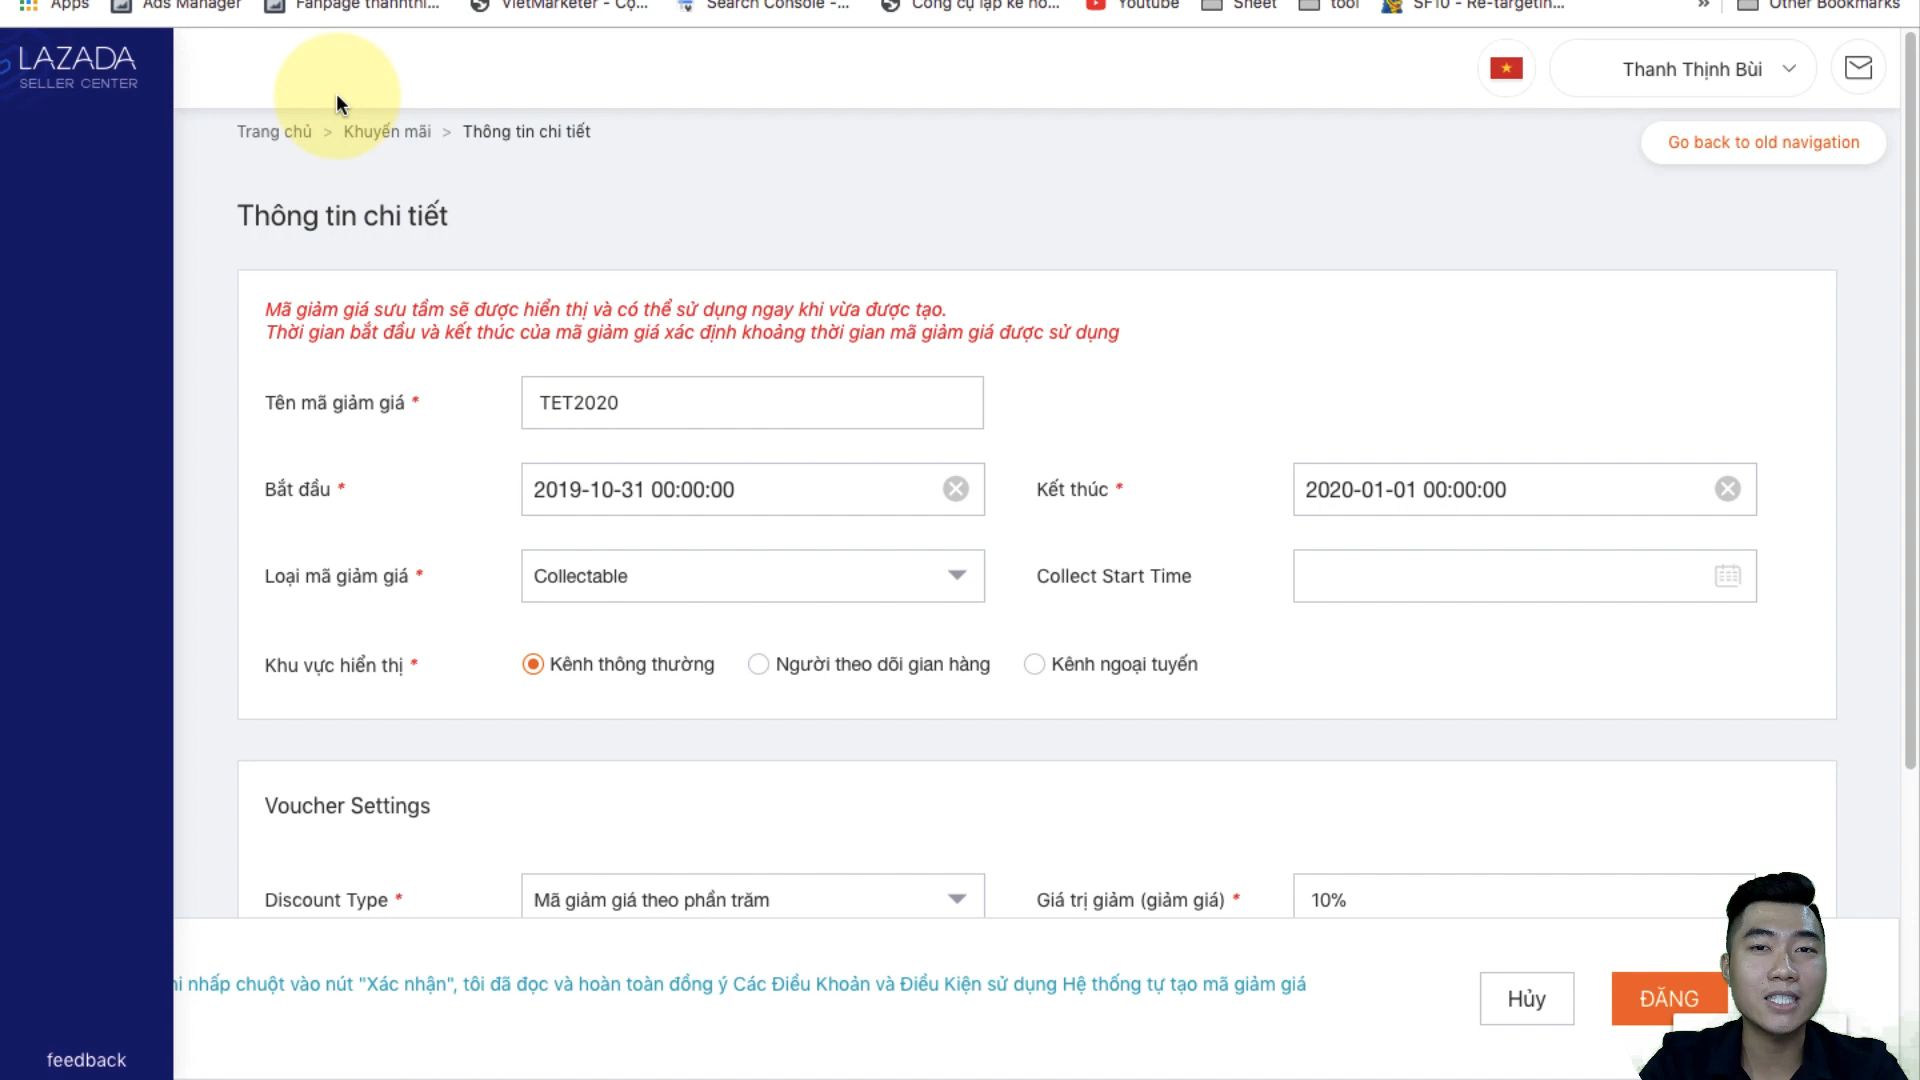 Apps Ads Manager Fanpage thanhthi... VietMarketer - Cộ... Search Console -... Công cụ lập kế ho... Youtube Sheet tool SF10 - Re-targetin... » Other Bookmarks
LAZADA
SELLER CENTER
Thanh Thịnh Bùi
Trang chủ > Khuyến mãi > Thông tin chi tiết
Go back to old navigation
Thông tin chi tiết
Mã giảm giá sưu tầm sẽ được hiển thị và có thể sử dụng ngay khi vừa được tạo.
Thời gian bắt đầu và kết thúc của mã giảm giá xác định khoảng thời gian mã giảm giá được sử dụng
Tên mã giảm giá * TET2020
Bắt đầu * 2019-10-31 00:00:00 Kết thúc * 2020-01-01 00:00:00
Loại mã giảm giá * Collectable Collect Start Time
Khu vực hiển thị * Kênh thông thường Người theo dõi gian hàng Kênh ngoại tuyến
Voucher Settings
Discount Type * Mã giảm giá theo phần trăm Giá trị giảm (giảm giá) * 10%
hi nhấp chuột vào nút "Xác nhận", tôi đã đọc và hoàn toàn đồng ý Các Điều Khoản và Điều Kiện sử dụng Hệ thống tự tạo mã giảm giá
Hủy ĐĂNG
feedback